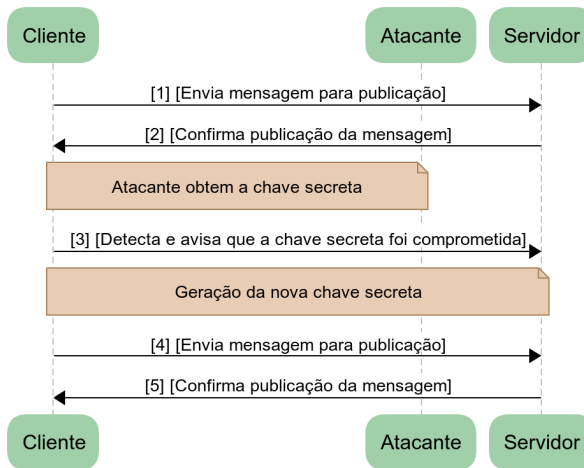 Cliente
Atacante
Servidor
[1] [Envia mensagem para publicação]
[2] [Confirma publicação da mensagem]
Atacante obtem a chave secreta
[3] [Detecta e avisa que a chave secreta foi comprometida]
Geração da nova chave secreta
[4] [Envia mensagem para publicação]
[5] [Confirma publicação da mensagem]
Cliente
Atacante
Servidor